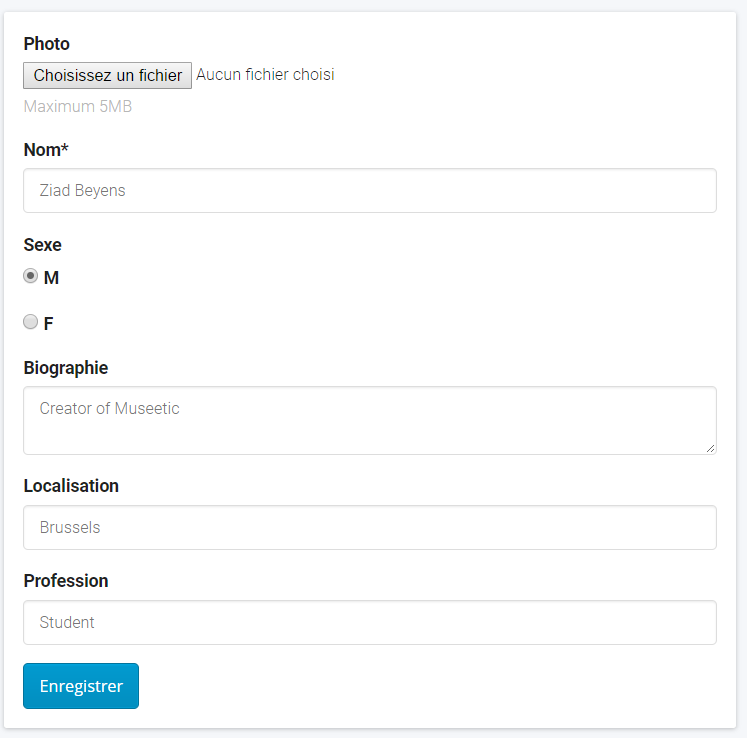 Photo
Choisissez un fichier Aucun fichier choisi
Maximum 5MB
Nom*
Ziad Beyens
Sexe
M
F
Biographie
Creator of Museetic
Localisation
Brussels
Profession
Student
Enregistrer